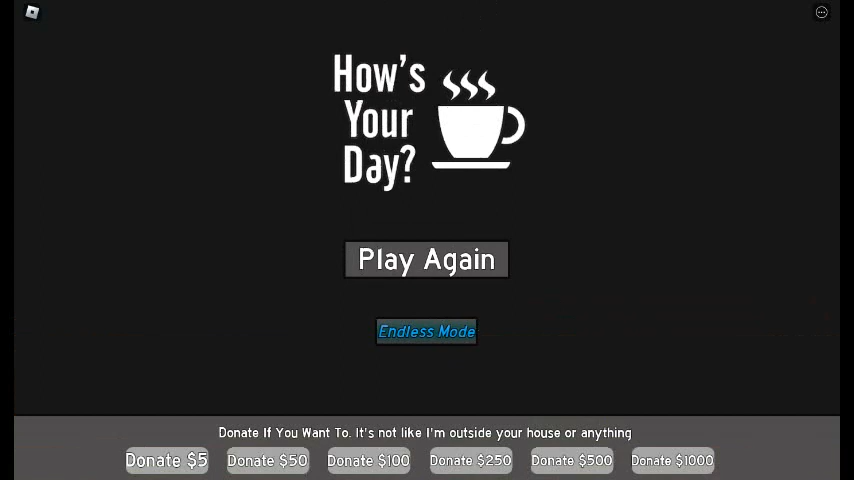 How's
Your
Day?
Play Again
Endless Mode
Donate If You Want To. It's not like I'm outside your house or anything
Donate $5 Donate $50 Donate $100 Donate $250 Donate $500 Donate $1000